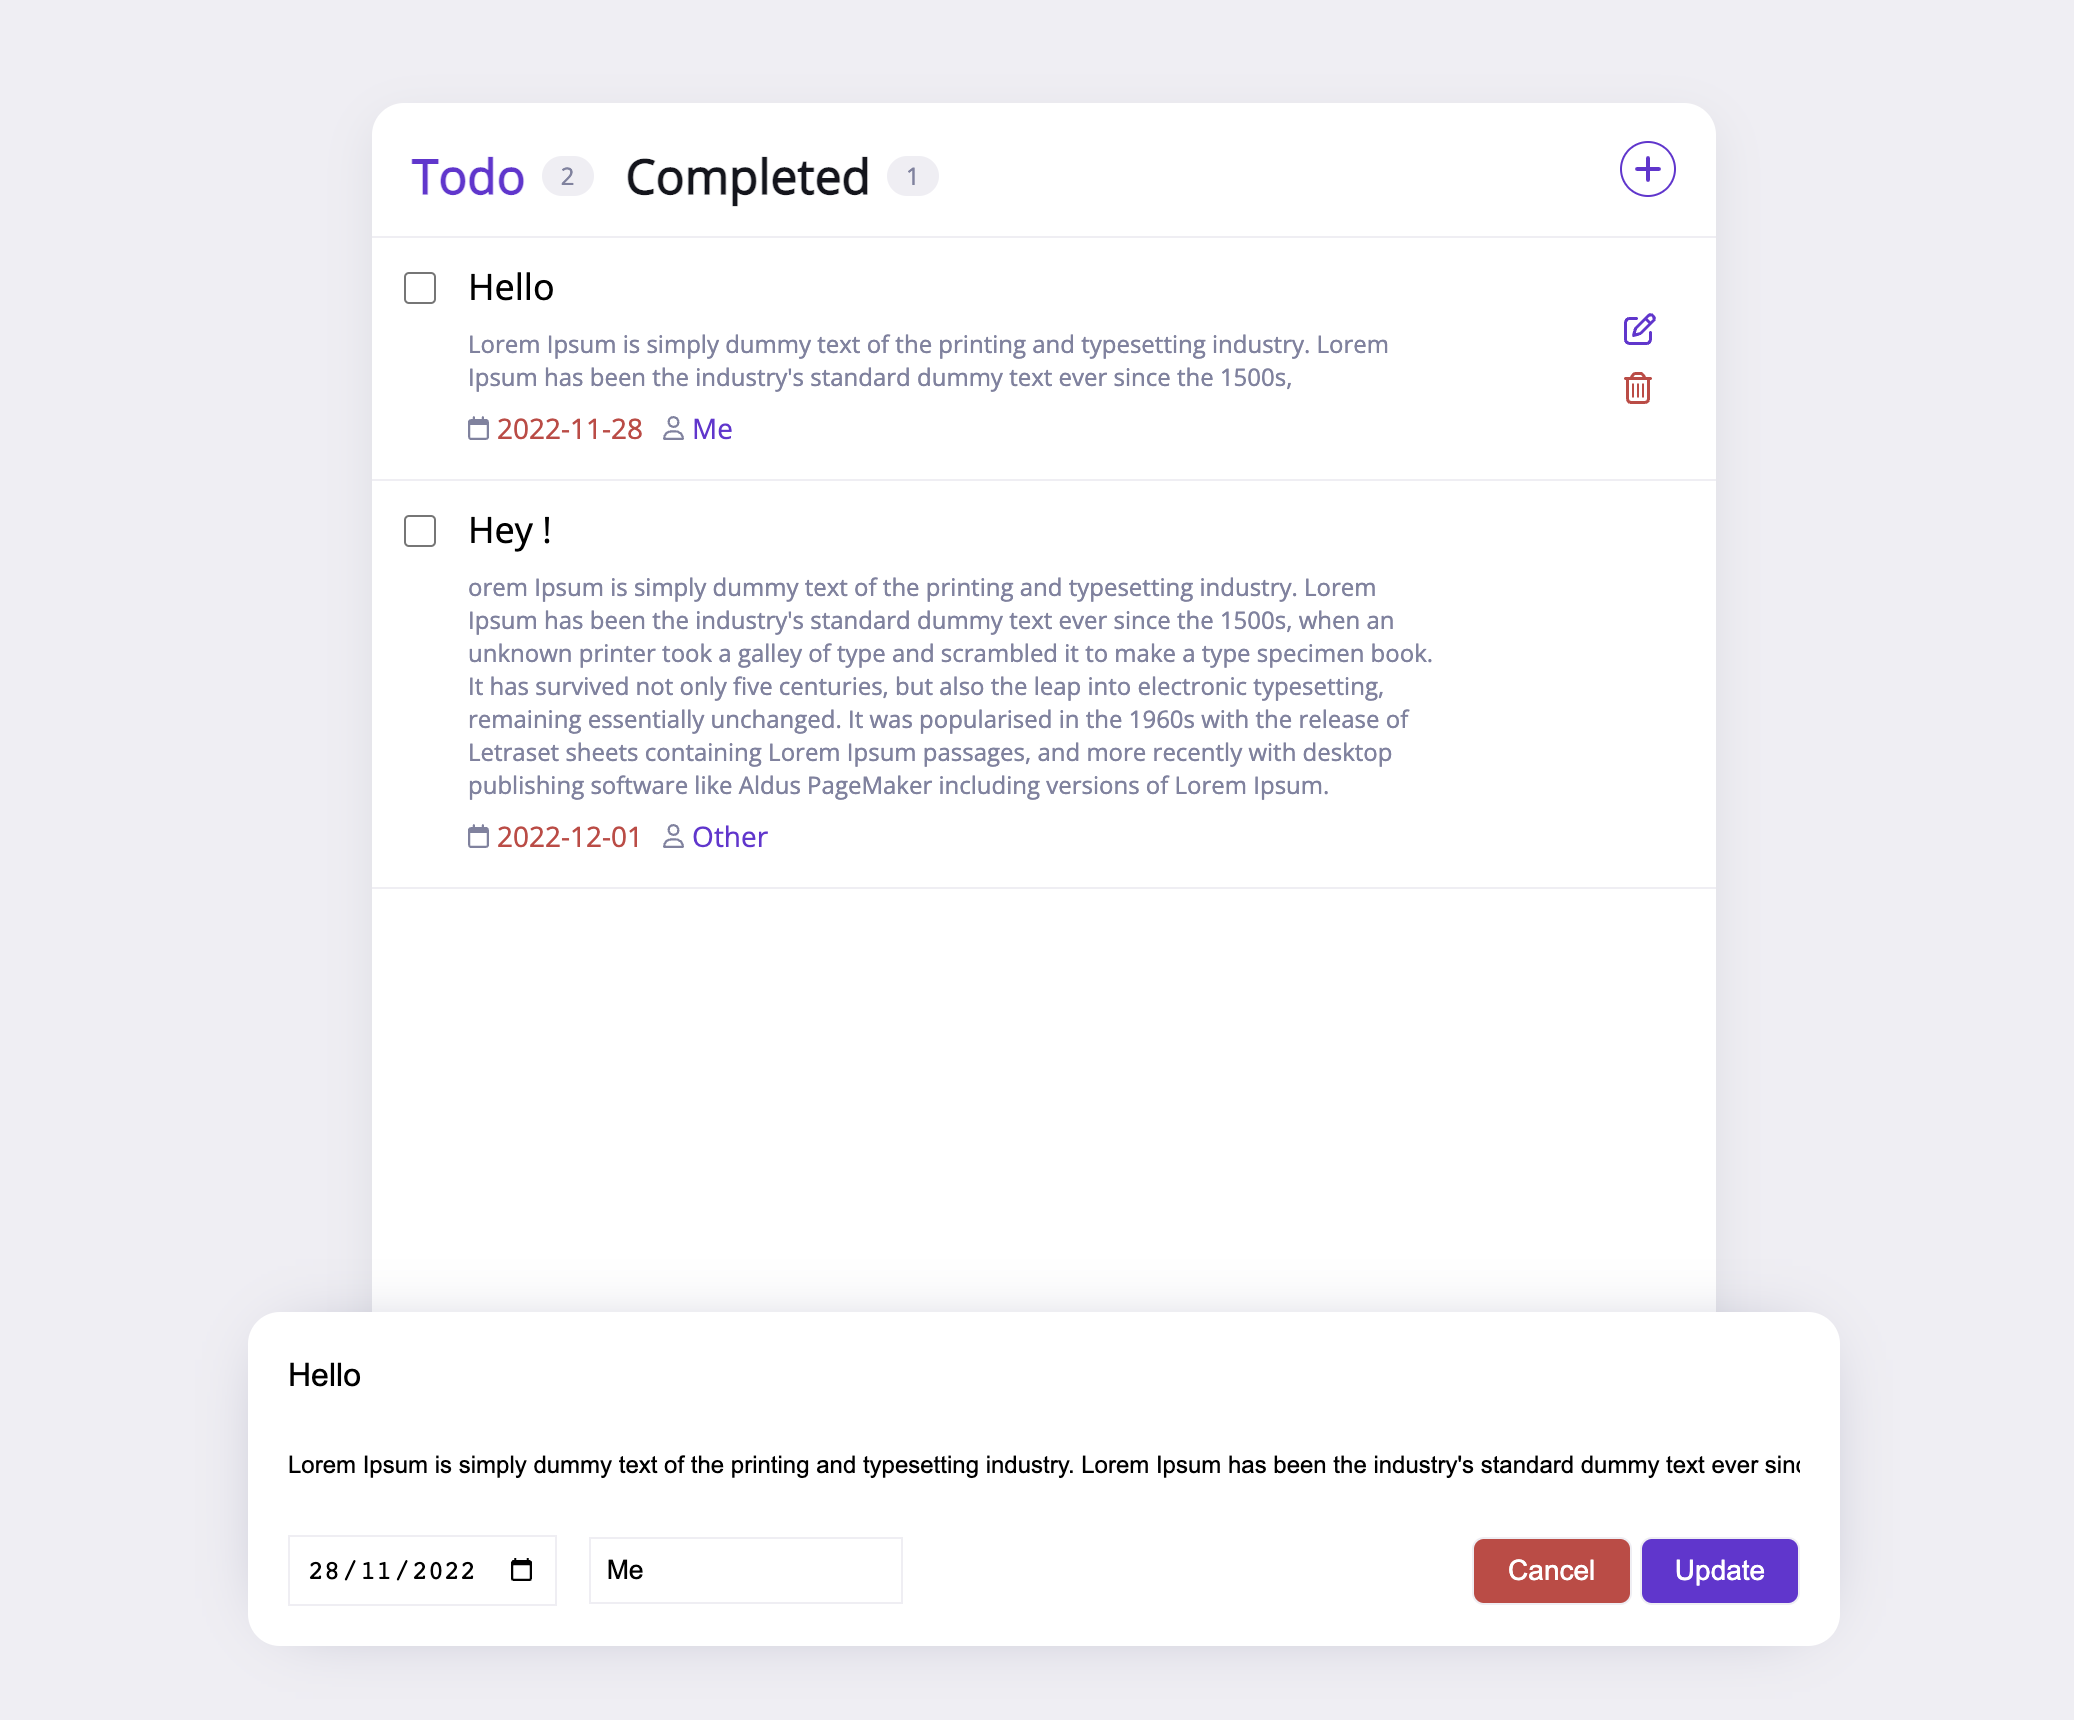 Todo 2 Completed 1
Hello
Lorem Ipsum is simply dummy text of the printing and typesetting industry. Lorem
Ipsum has been the industry's standard dummy text ever since the 1500s,
2022-11-28 Me
Hey !
orem Ipsum is simply dummy text of the printing and typesetting industry. Lorem
Ipsum has been the industry's standard dummy text ever since the 1500s, when an
unknown printer took a galley of type and scrambled it to make a type specimen book.
It has survived not only five centuries, but also the leap into electronic typesetting,
remaining essentially unchanged. It was popularised in the 1960s with the release of
Letraset sheets containing Lorem Ipsum passages, and more recently with desktop
publishing software like Aldus PageMaker including versions of Lorem Ipsum.
2022-12-01 Other
Hello
Lorem Ipsum is simply dummy text of the printing and typesetting industry. Lorem Ipsum has been the industry's standard dummy text ever sinc
28/11/2022 Me Cancel Update